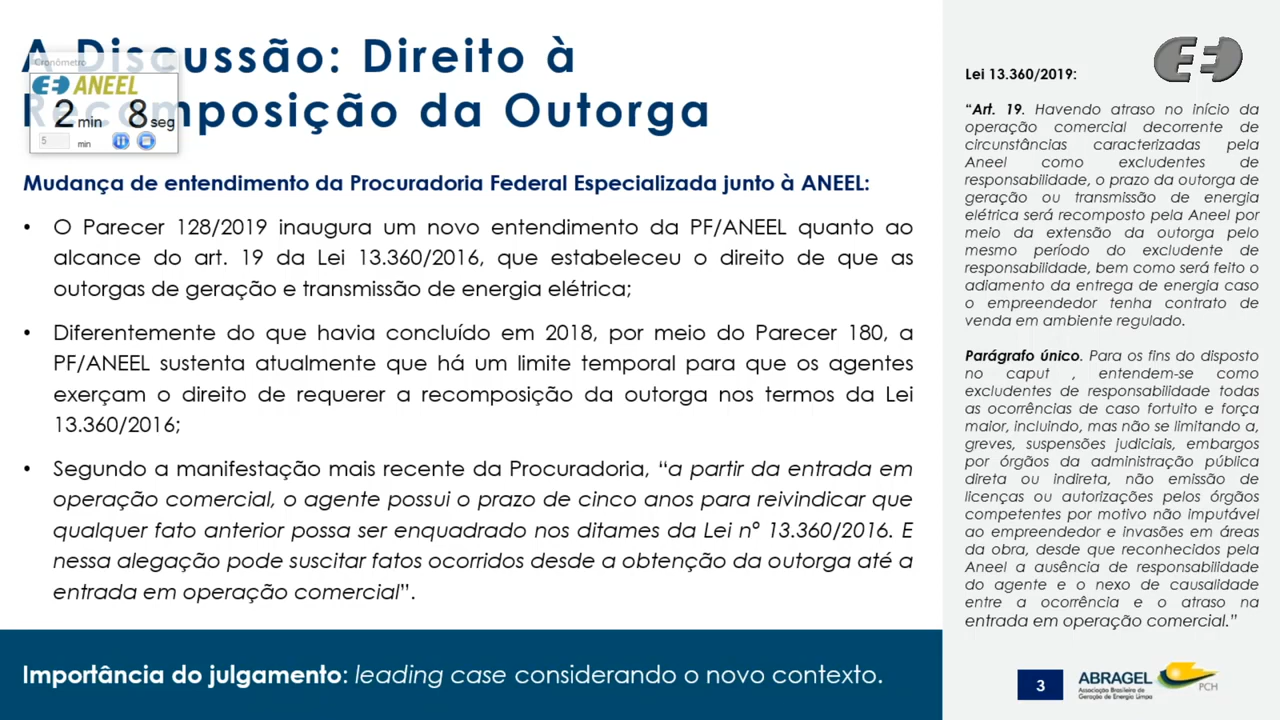 A Discussão: Direito à
Recomposição da Outorga
Cronômetro
ANEEL
2 min 8 seg
5 min
Mudança de entendimento da Procuradoria Federal Especializada junto à ANEEL:
• O Parecer 128/2019 inaugura um novo entendimento da PF/ANEEL quanto ao
alcance do art. 19 da Lei 13.360/2016, que estabeleceu o direito de que as
outorgas de geração e transmissão de energia elétrica;
• Diferentemente do que havia concluído em 2018, por meio do Parecer 180, a
PF/ANEEL sustenta atualmente que há um limite temporal para que os agentes
exerçam o direito de requerer a recomposição da outorga nos termos da Lei
13.360/2016;
• Segundo a manifestação mais recente da Procuradoria, “a partir da entrada em
operação comercial, o agente possui o prazo de cinco anos para reivindicar que
qualquer fato anterior possa ser enquadrado nos ditames da Lei nº 13.360/2016. E
nessa alegação pode suscitar fatos ocorridos desde a obtenção da outorga até a
entrada em operação comercial”.
Importância do julgamento: leading case considerando o novo contexto.
Lei 13.360/2019:
“Art. 19. Havendo atraso no início da
operação comercial decorrente de
circunstâncias caracterizadas pela
Aneel como excludentes de
responsabilidade, o prazo da outorga de
geração ou transmissão de energia
elétrica será recomposto pela Aneel por
meio da extensão da outorga pelo
mesmo período do excludente de
responsabilidade, bem como será feito o
adiamento da entrega de energia caso
o empreendedor tenha contrato de
venda em ambiente regulado.
Parágrafo único. Para os fins do disposto
no caput , entendem-se como
excludentes de responsabilidade todas
as ocorrências de caso fortuito e força
maior, incluindo, mas não se limitando a,
greves, suspensões judiciais, embargos
por órgãos da administração pública
direta ou indireta, não emissão de
licenças ou autorizações pelos órgãos
competentes por motivo não imputável
ao empreendedor e invasões em áreas
da obra, desde que reconhecidos pela
Aneel a ausência de responsabilidade
do agente e o nexo de causalidade
entre a ocorrência e o atraso na
entrada em operação comercial.”
3
ABRAGEL
Associação Brasileira de
Geração de Energia Limpa
PCH